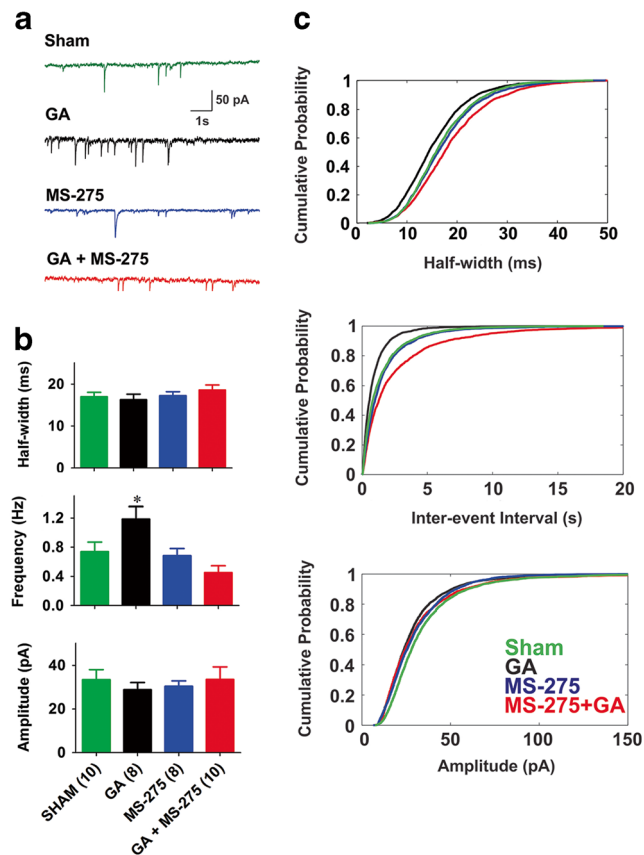 a
Sham
50 pA
1s
GA
MS-275
GA + MS-275
b
Half-width (ms)
20
10
0
Frequency (Hz)
1.2
0.8
0.4
0.0
*
Amplitude (pA)
60
40
20
0
SHAM (10)
GA (8)
MS-275 (8)
GA + MS-275 (10)
c
Cumulative Probability
1
0.8
0.6
0.4
0.2
0
0 10 20 30 40 50
Half-width (ms)
Cumulative Probability
1
0.8
0.6
0.4
0.2
0
0 5 10 15 20
Inter-event Interval (s)
Cumulative Probability
1
0.8
0.6
0.4
0.2
0
0 50 100 150
Amplitude (pA)
Sham
GA
MS-275
MS-275+GA